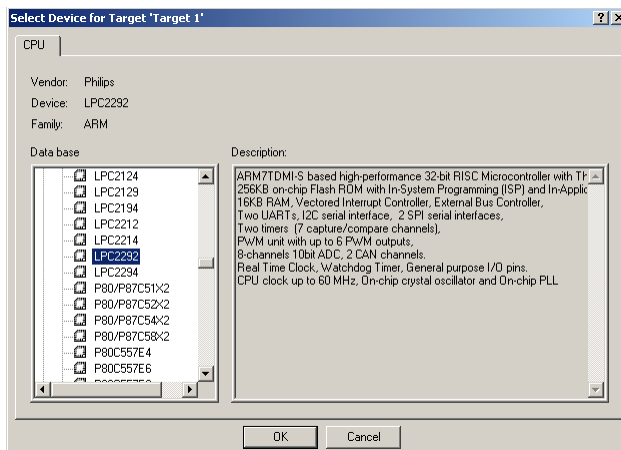 Select Device for Target 'Target 1'
CPU
Vendor: Philips
Device: LPC2292
Family: ARM
Data base
Description:
LPC2124
LPC2129
LPC2194
LPC2212
LPC2214
LPC2292
LPC2294
P80/P87C51X2
P80/P87C52X2
P80/P87C54X2
P80/P87C58X2
P80C557E4
P80C557E6
ARM7TDMI-S based high-performance 32-bit RISC Microcontroller with Th
256KB on-chip Flash ROM with In-System Programming (ISP) and In-Applic
16KB RAM, Vectored Interrupt Controller, External Bus Controller,
Two UARTs, I2C serial interface, 2 SPI serial interfaces,
Two timers (7 capture/compare channels),
PWM unit with up to 6 PWM outputs,
8-channels 10bit ADC, 2 CAN channels.
Real Time Clock, Watchdog Timer, General purpose I/O pins.
CPU clock up to 60 MHz, On-chip crystal oscillator and On-chip PLL
OK
Cancel